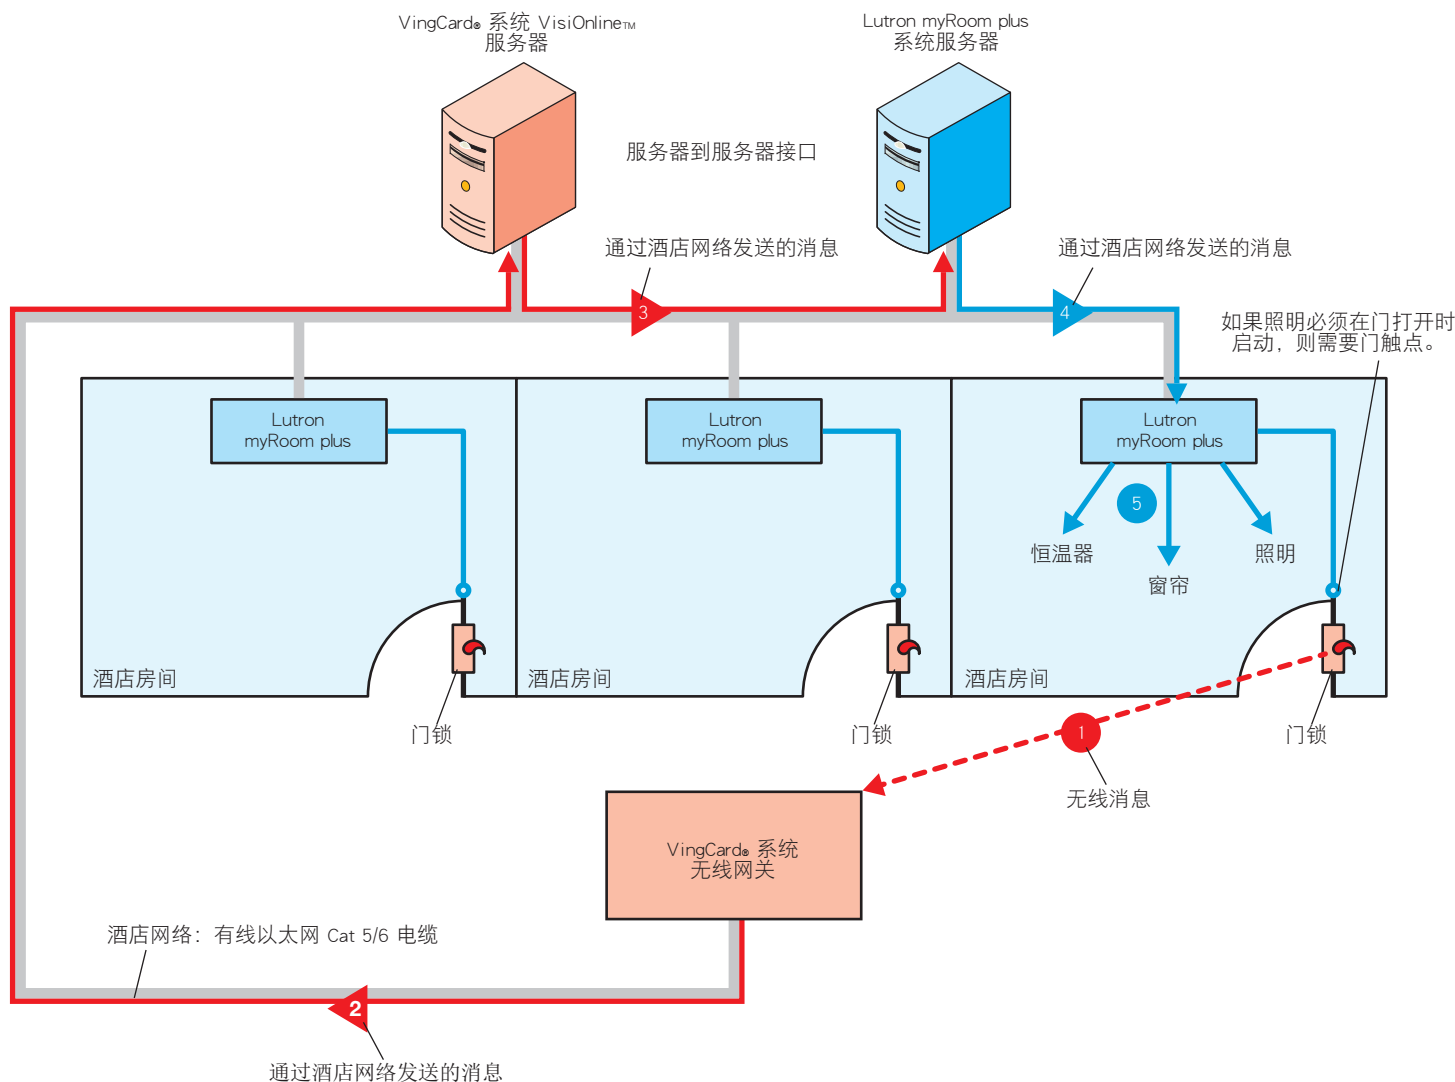 VingCard® 系统 VisiOnline™
服务器
Lutron myRoom plus
系统服务器
服务器到服务器接口
通过酒店网络发送的消息
通过酒店网络发送的消息
3
4
如果照明必须在门打开时
启动，则需要门触点。
Lutron
myRoom plus
Lutron
myRoom plus
Lutron
myRoom plus
5
恒温器
窗帘
照明
酒店房间
酒店房间
酒店房间
门锁
门锁
门锁
1
无线消息
VingCard® 系统
无线网关
酒店网络：有线以太网 Cat 5/6 电缆
2
通过酒店网络发送的消息